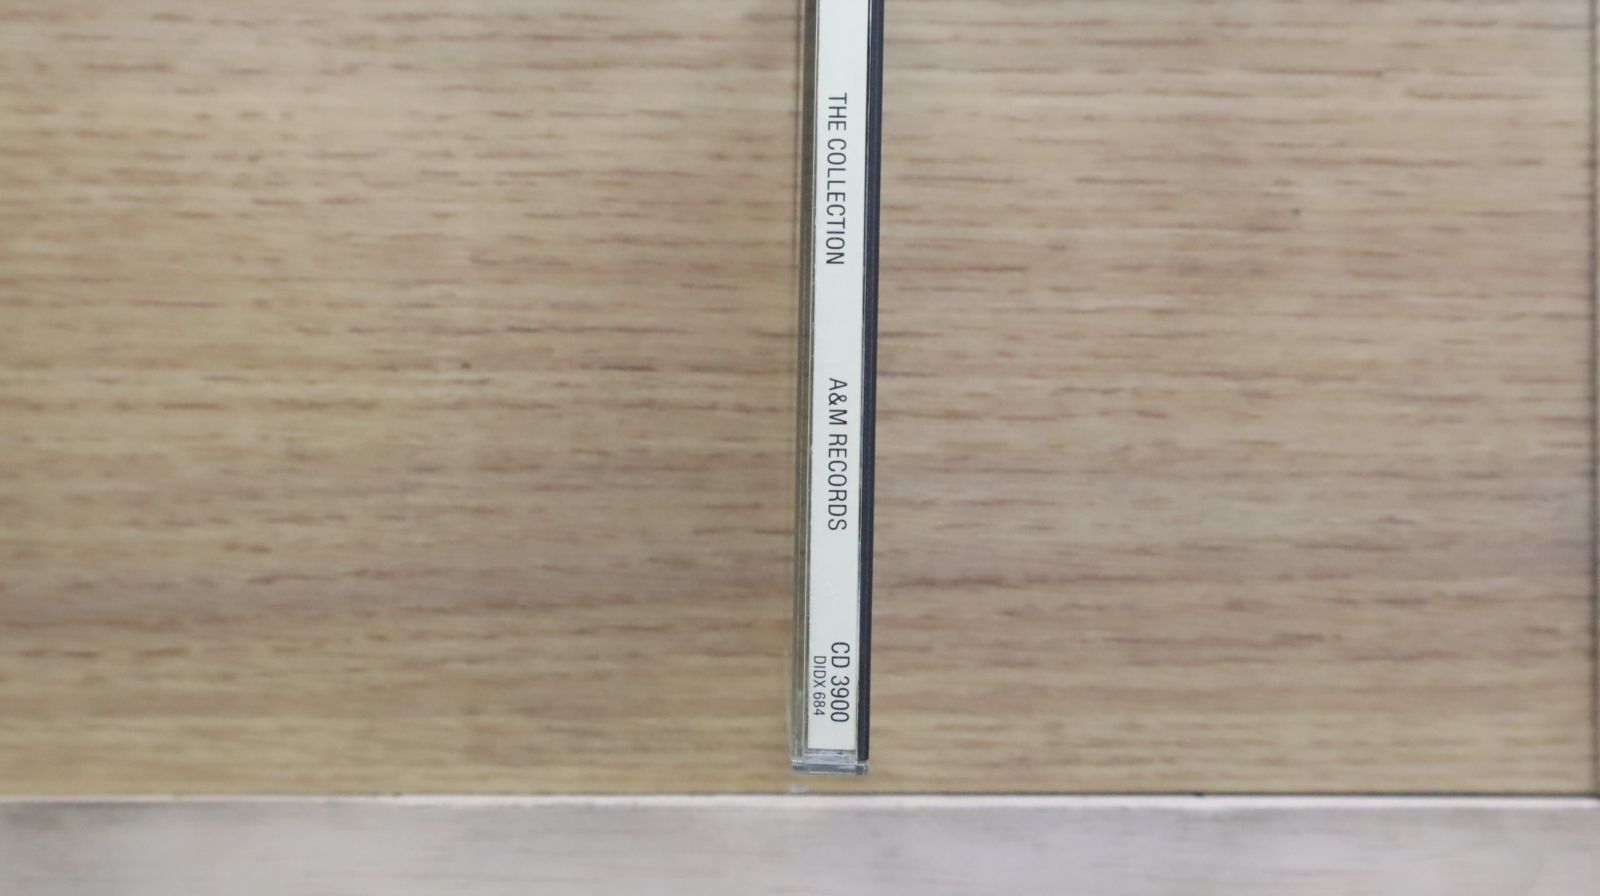 THE COLLECTION
A&M RECORDS
CD 3900
DIDX 684